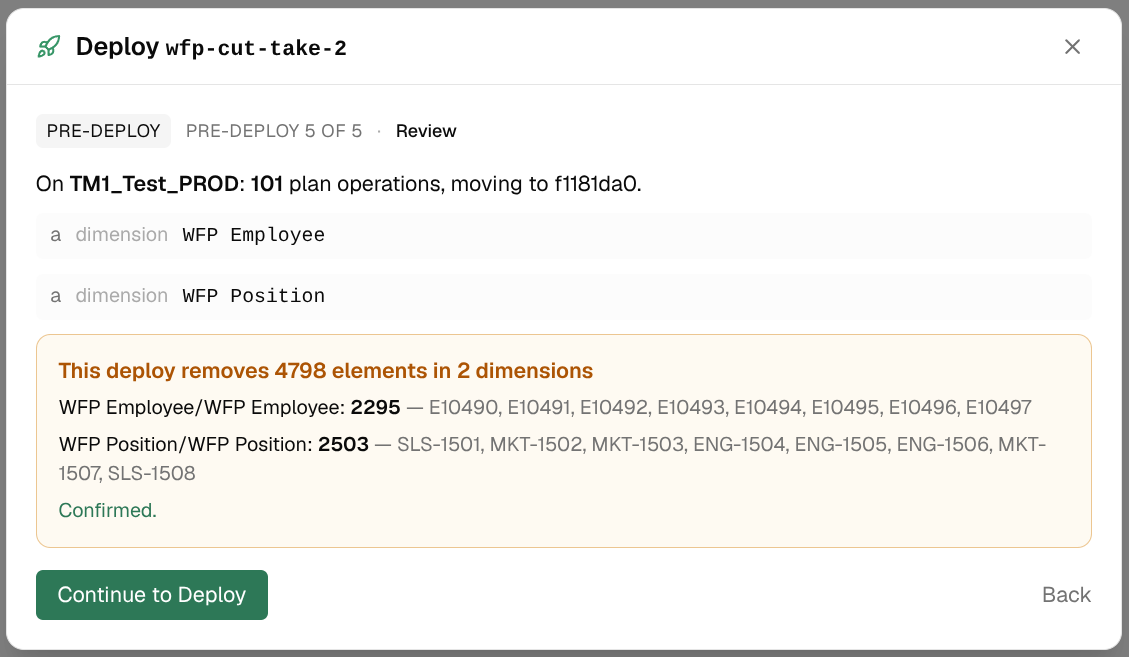 Deploy wfp-cut-take-2
PRE-DEPLOY PRE-DEPLOY 5 OF 5 · Review
On TM1_Test_PROD: 101 plan operations, moving to f1181da0.
a dimension WFP Employee
a dimension WFP Position
This deploy removes 4798 elements in 2 dimensions
WFP Employee/WFP Employee: 2295 — E10490, E10491, E10492, E10493, E10494, E10495, E10496, E10497
WFP Position/WFP Position: 2503 — SLS-1501, MKT-1502, MKT-1503, ENG-1504, ENG-1505, ENG-1506, MKT-
1507, SLS-1508
Confirmed.
Continue to Deploy
Back